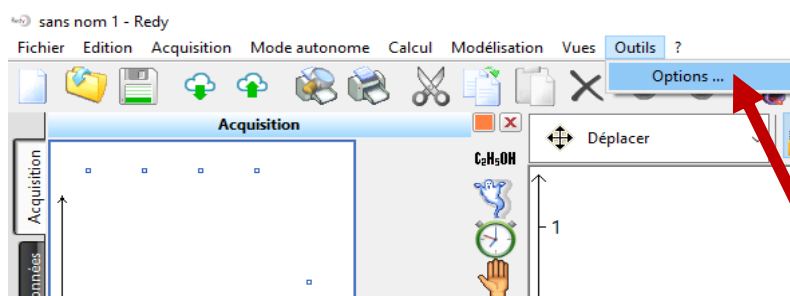 Redy sans nom 1 - Redy
Fichier Edition Acquisition Mode autonome Calcul Modélisation Vues Outils ?
Options ...
Acquisition
Déplacer
C₂H₅OH
Acquisition
1
onnées